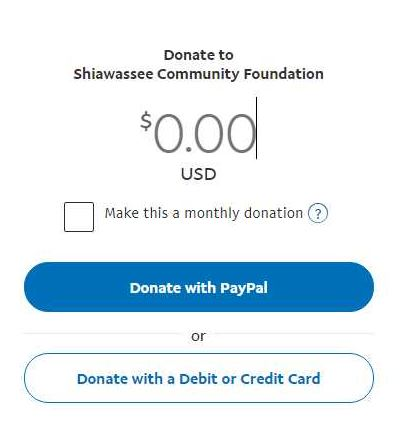 Donate to
Shiawassee Community Foundation
$0.00
USD
Make this a monthly donation ?
Donate with PayPal
or
Donate with a Debit or Credit Card